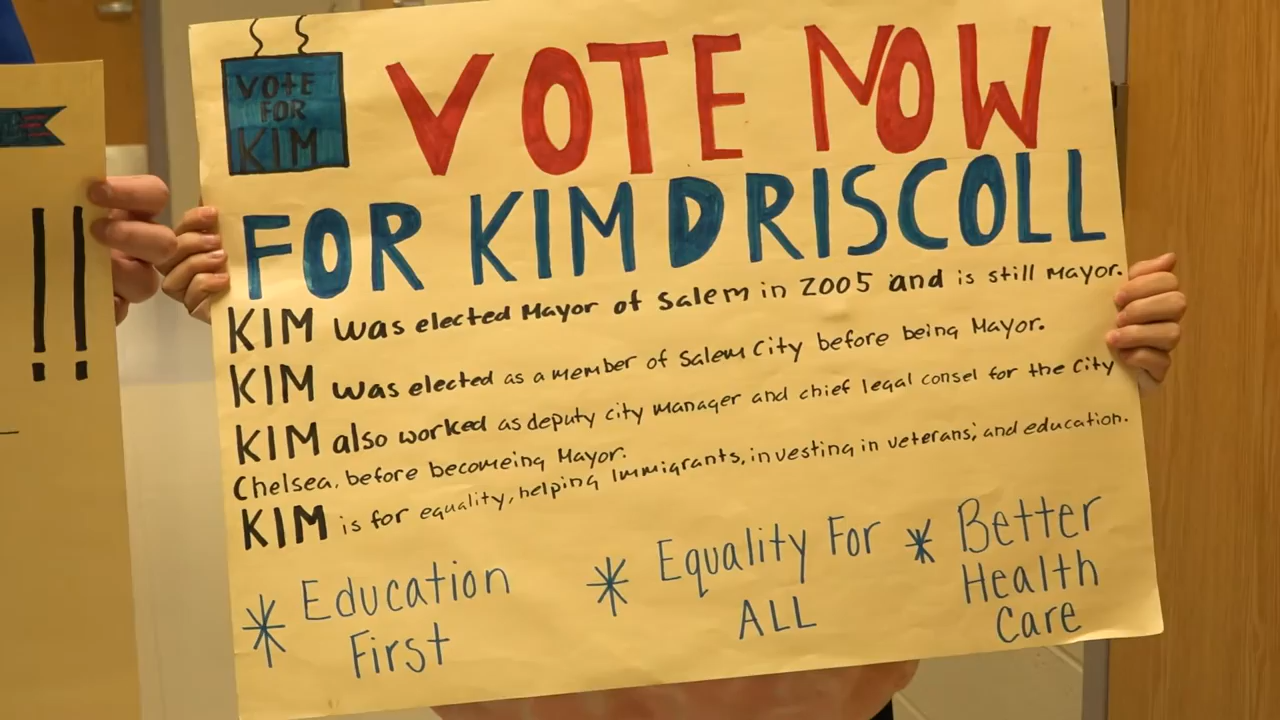 VOTE
FOR
KIM
VOTE NOW
FOR KIM DRISCOLL
KIM was elected Mayor of Salem in 2005 and is still Mayor.
KIM was elected as a member of Salem City before being Mayor.
KIM also worked as deputy city manager and chief legal consel for the City
Chelsea, before becomeing Mayor.
KIM is for equality, helping Immigrants, investing in veterans, and education.
* Education
First
* Equality For
ALL
* Better
Health
Care
!!